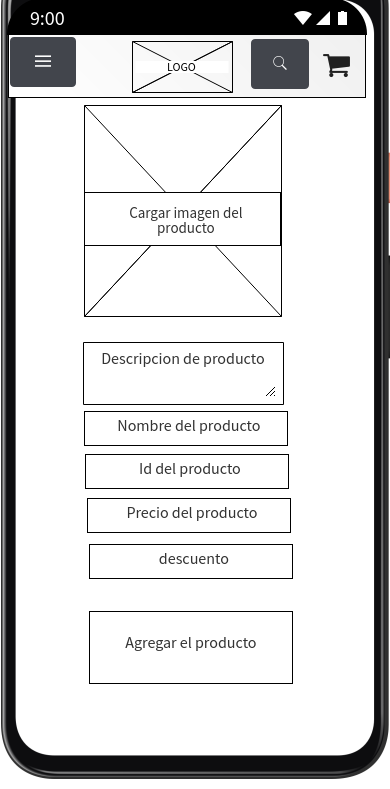 9:00
LOGO
Cargar imagen del
producto
Descripcion de producto
Nombre del producto
Id del producto
Precio del producto
descuento
Agregar el producto